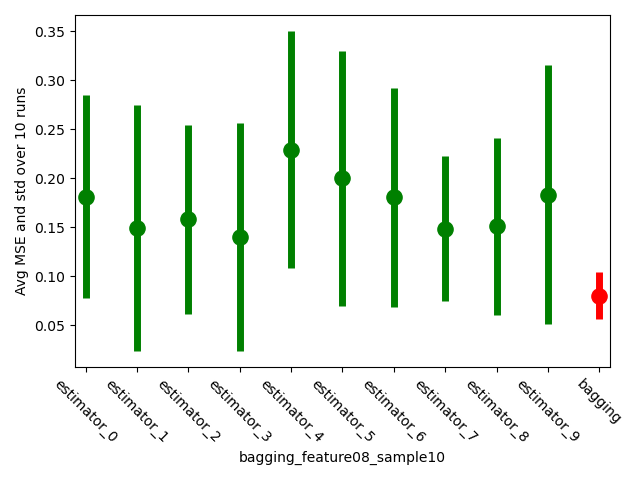 Avg MSE and std over 10 runs
0.35
0.30
0.25
0.20
0.15
0.10
0.05
estimator_0
estimator_1
estimator_2
estimator_3
estimator_4
estimator_5
estimator_6
estimator_7
estimator_8
estimator_9
bagging
bagging_feature08_sample10